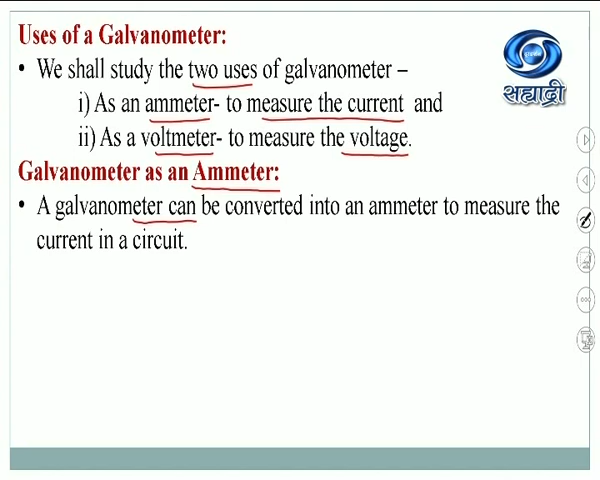 Uses of a Galvanometer:
• We shall study the two uses of galvanometer –
i) As an ammeter- to measure the current and
ii) As a voltmeter- to measure the voltage.
Galvanometer as an Ammeter:
• A galvanometer can be converted into an ammeter to measure the
current in a circuit.
सह्याद्री